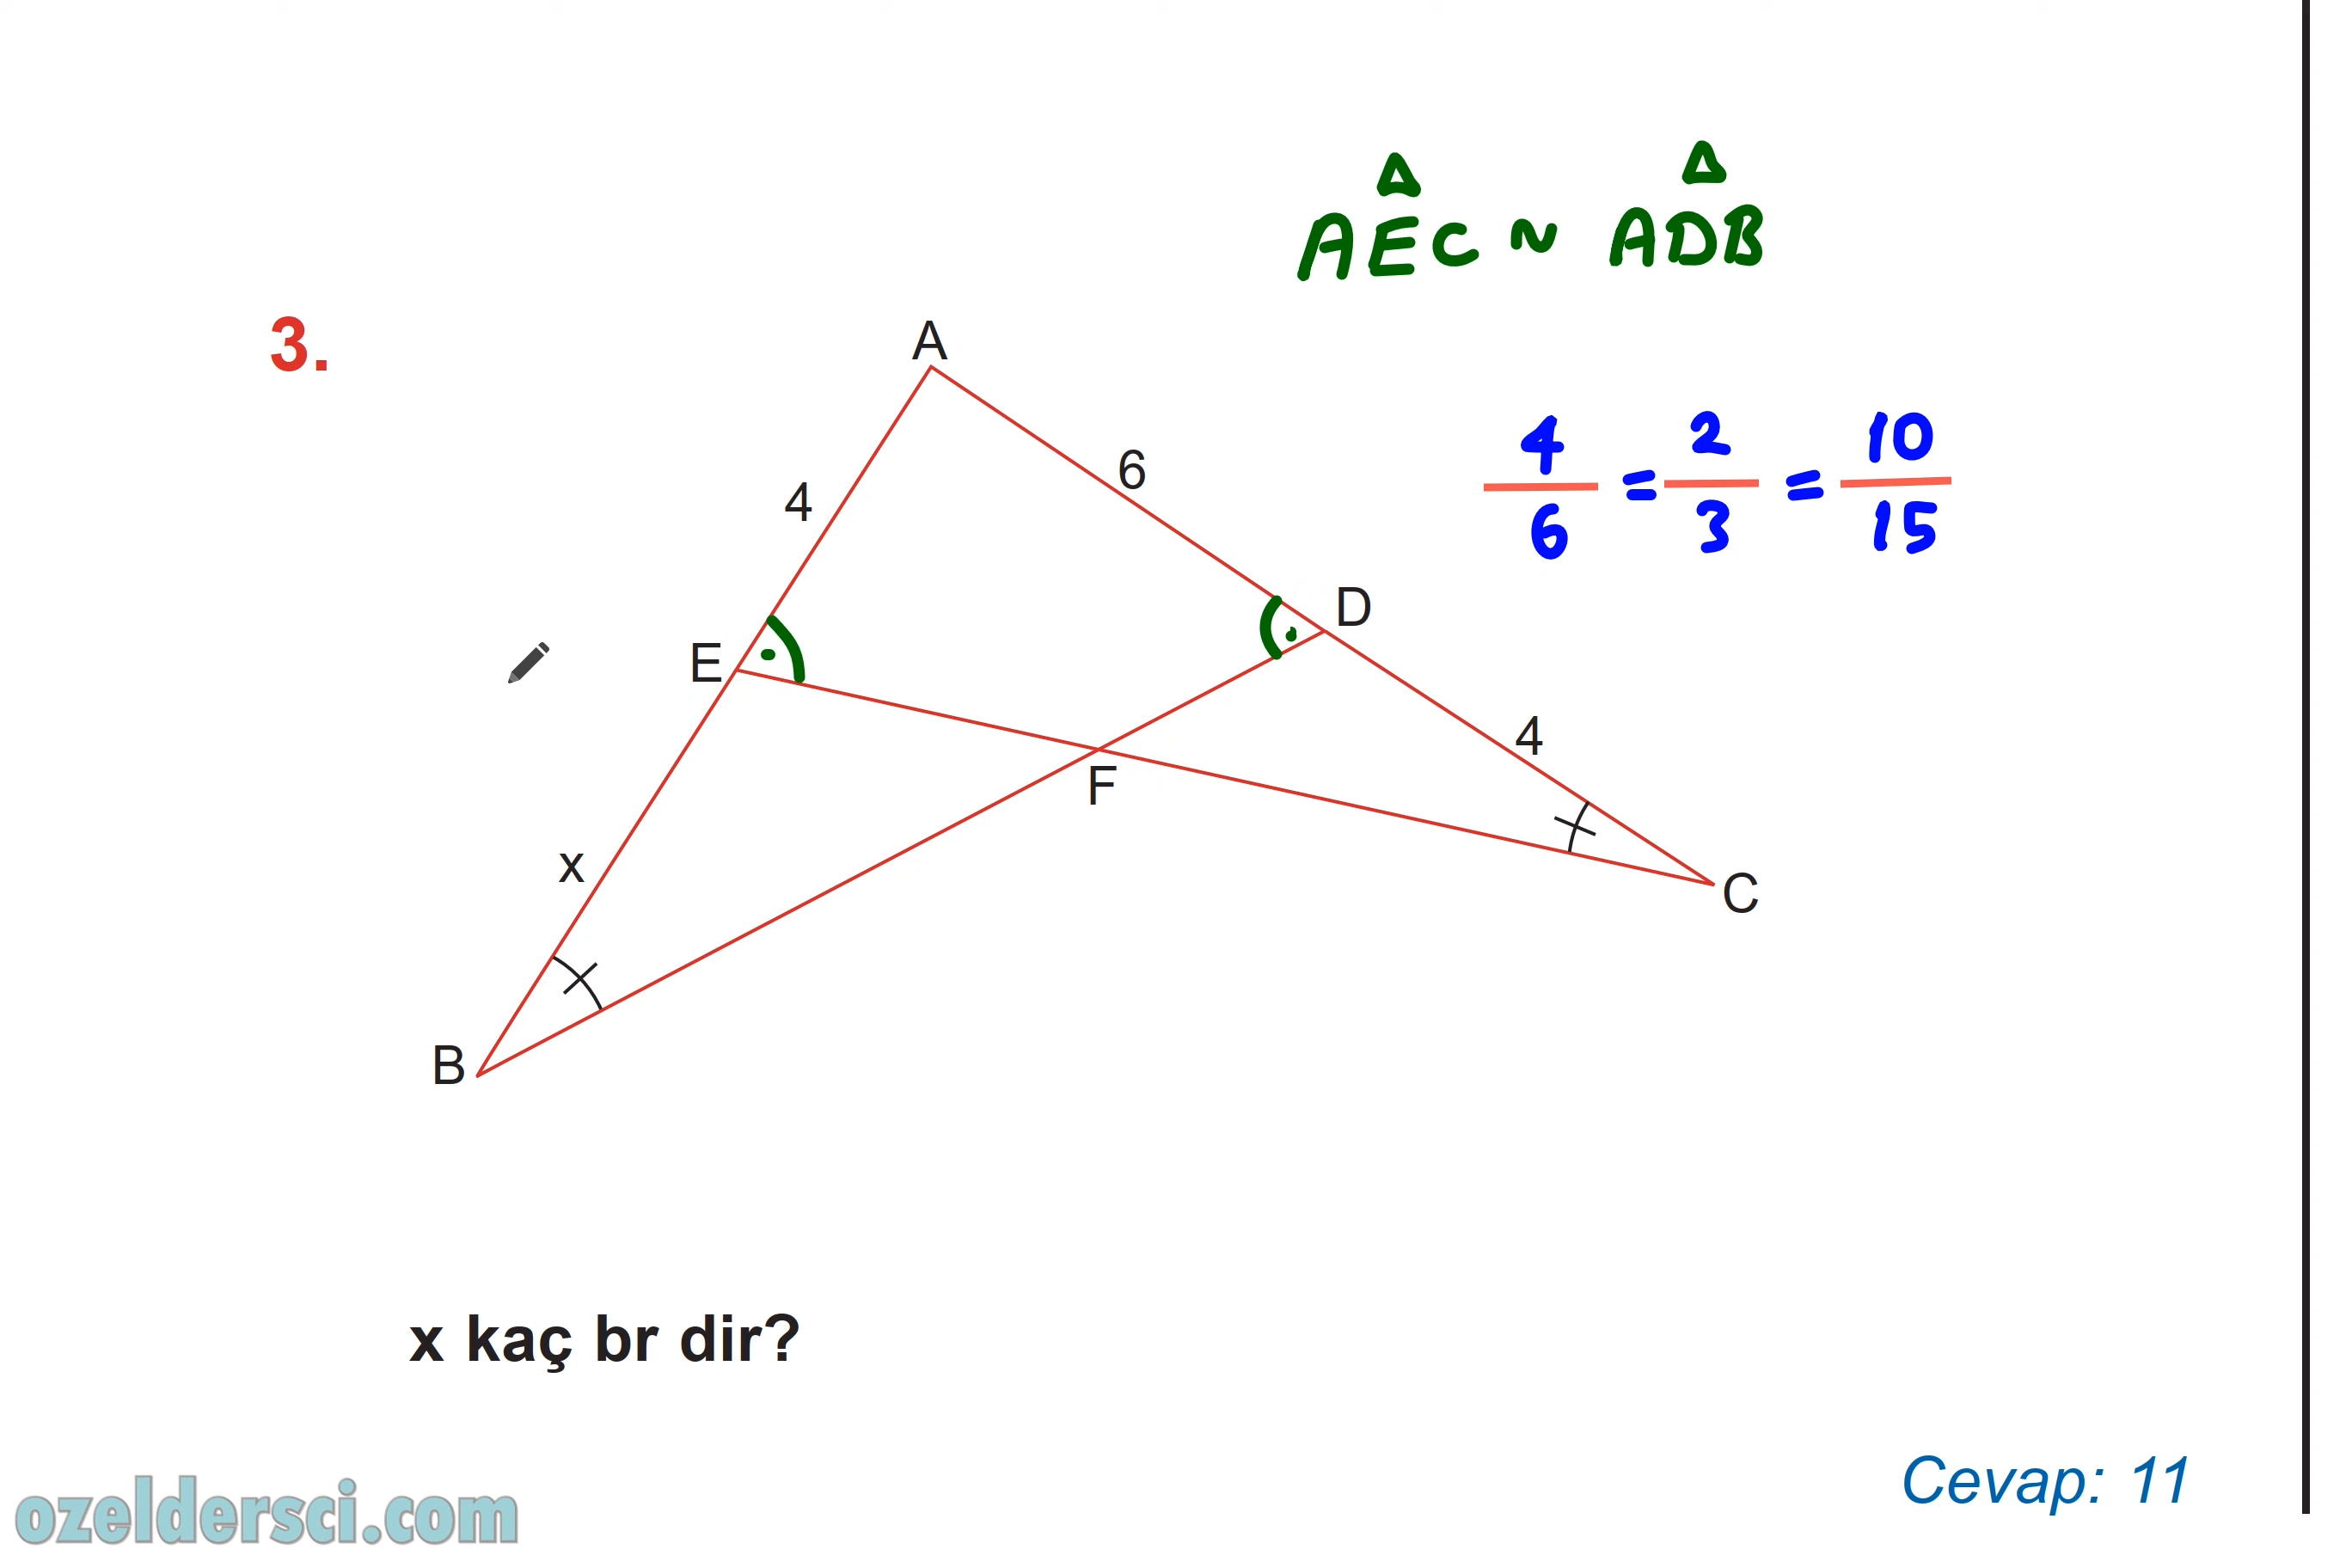 AEC ~ ADB
3.
A
4
6
4/6 = 2/3 = 10/15
E
D
4
F
x
C
B
x kaç br dir?
Cevap: 11
ozeldersci.com